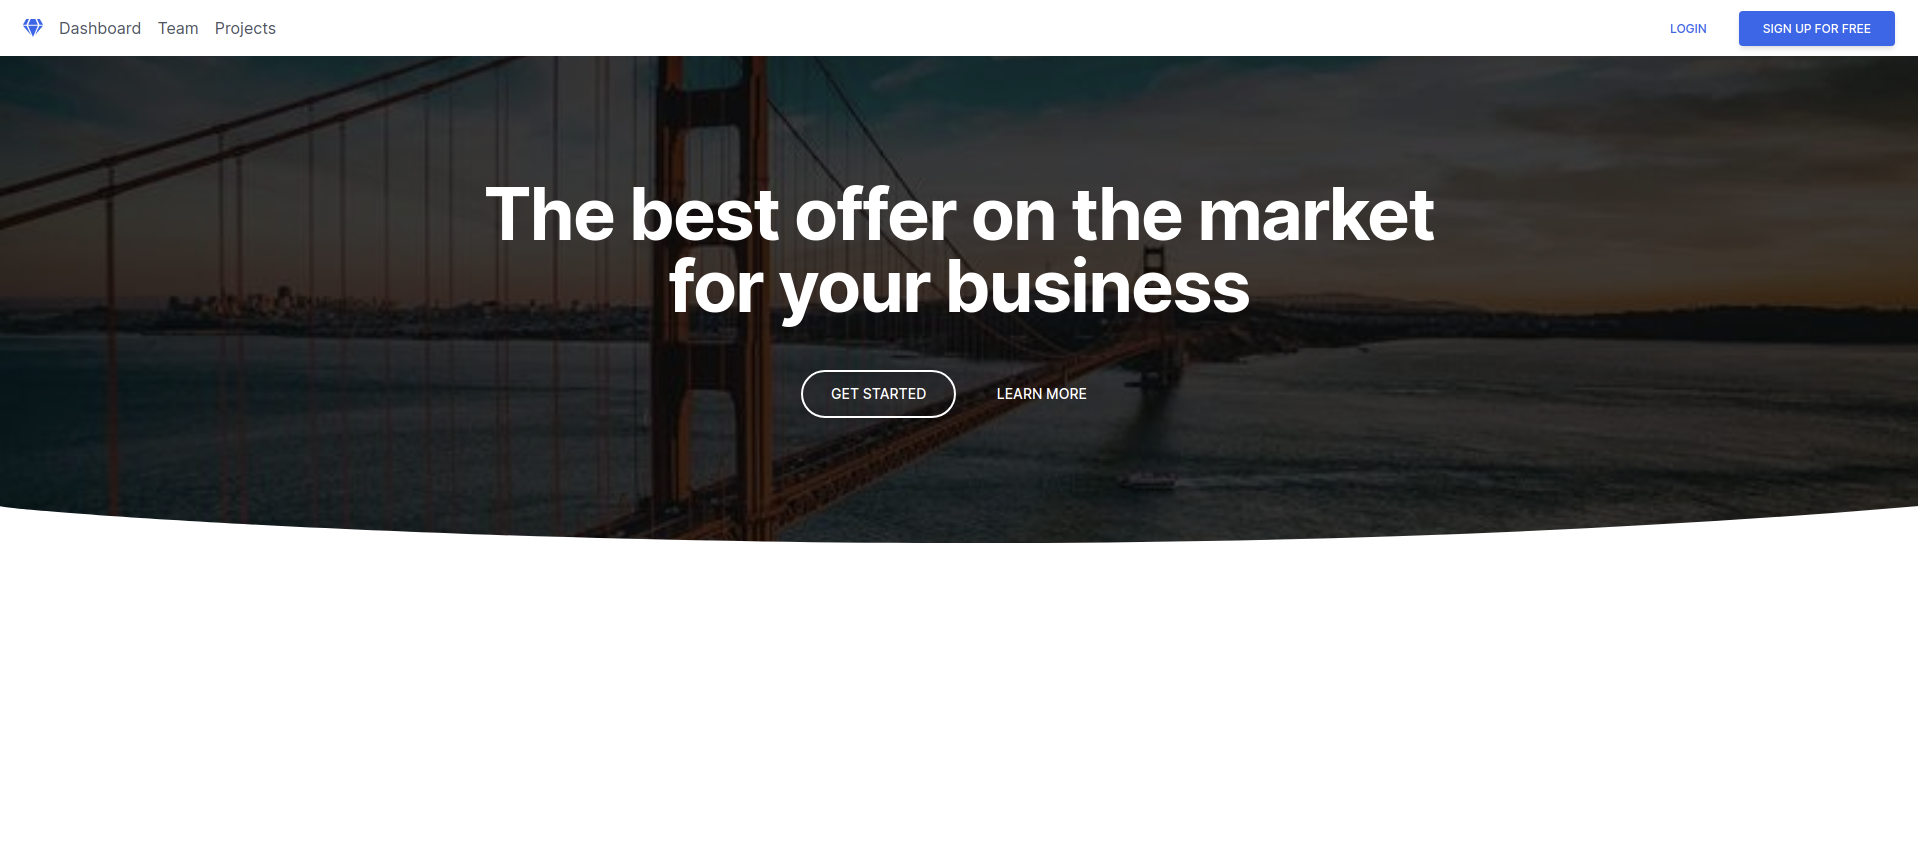 Dashboard Team Projects LOGIN SIGN UP FOR FREE
The best offer on the market
for your business
GET STARTED LEARN MORE